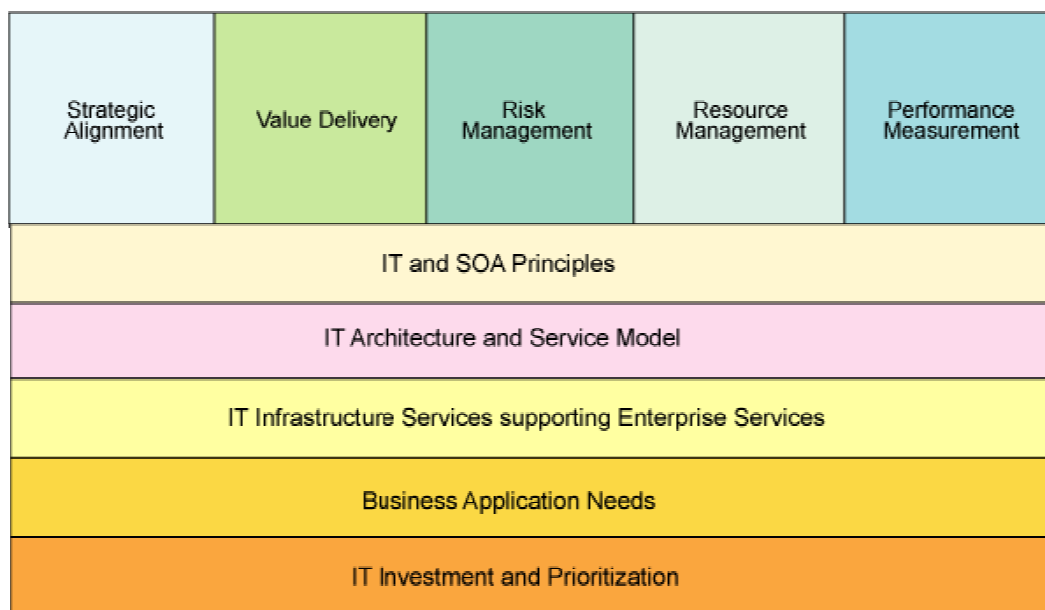 Strategic
Alignment
Value Delivery
Risk
Management
Resource
Management
Performance
Measurement
IT and SOA Principles
IT Architecture and Service Model
IT Infrastructure Services supporting Enterprise Services
Business Application Needs
IT Investment and Prioritization